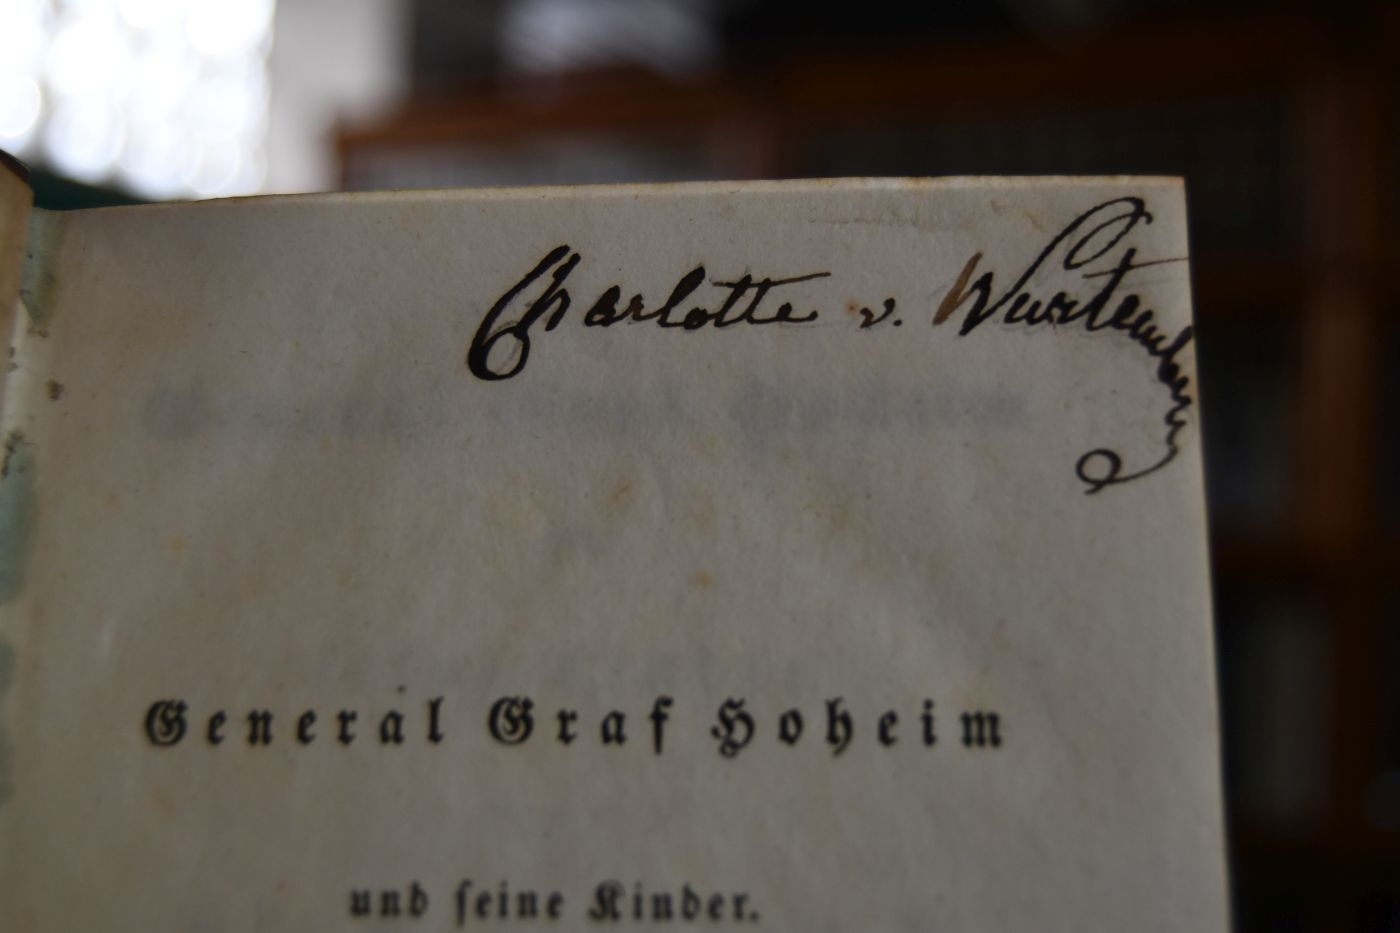 Charlotte v. Wurtemberg
General Graf Hoheim
und seine Kinder.